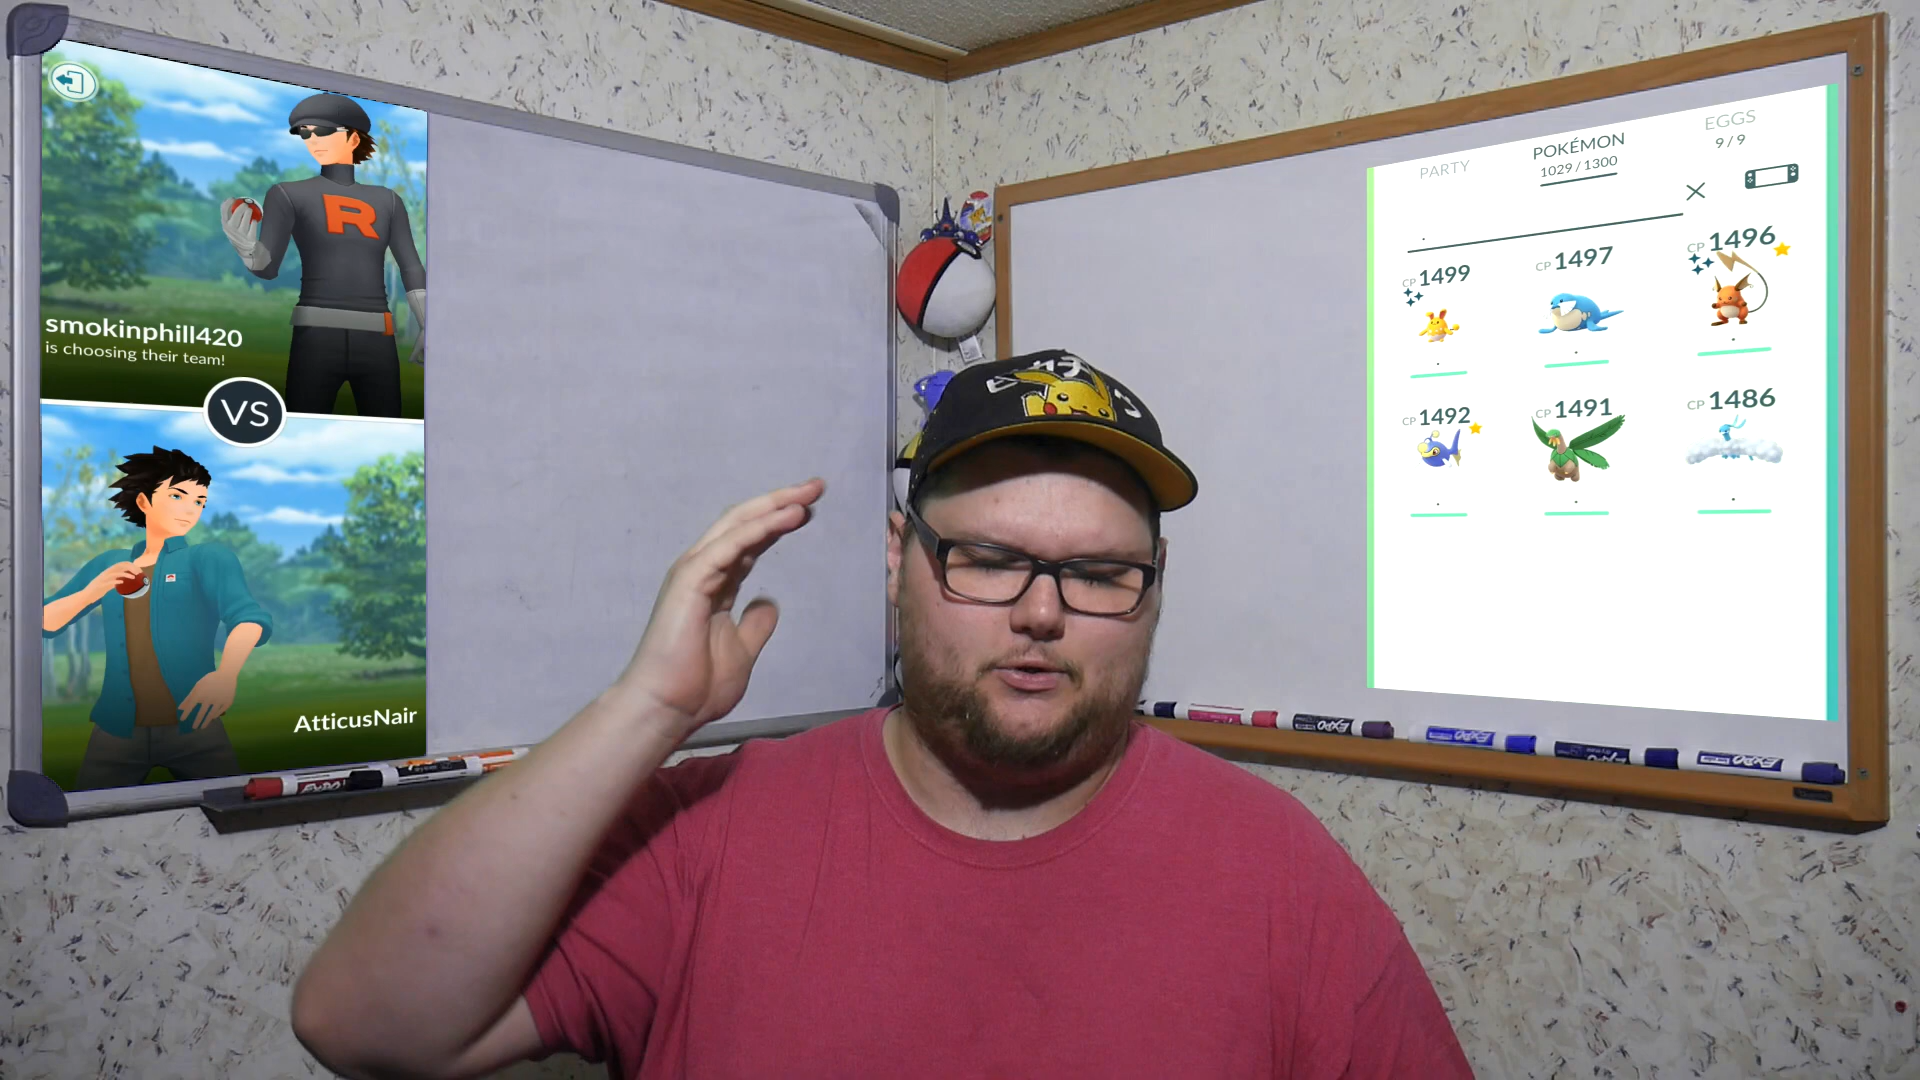 R
smokinphill420
is choosing their team!
VS
AtticusNair
PARTY
POKÉMON
1029 / 1300
EGGS
9 / 9
CP 1499
CP 1497
CP 1496
CP 1492
CP 1491
CP 1486
EXPO
EXPO
EXPO
EXPO